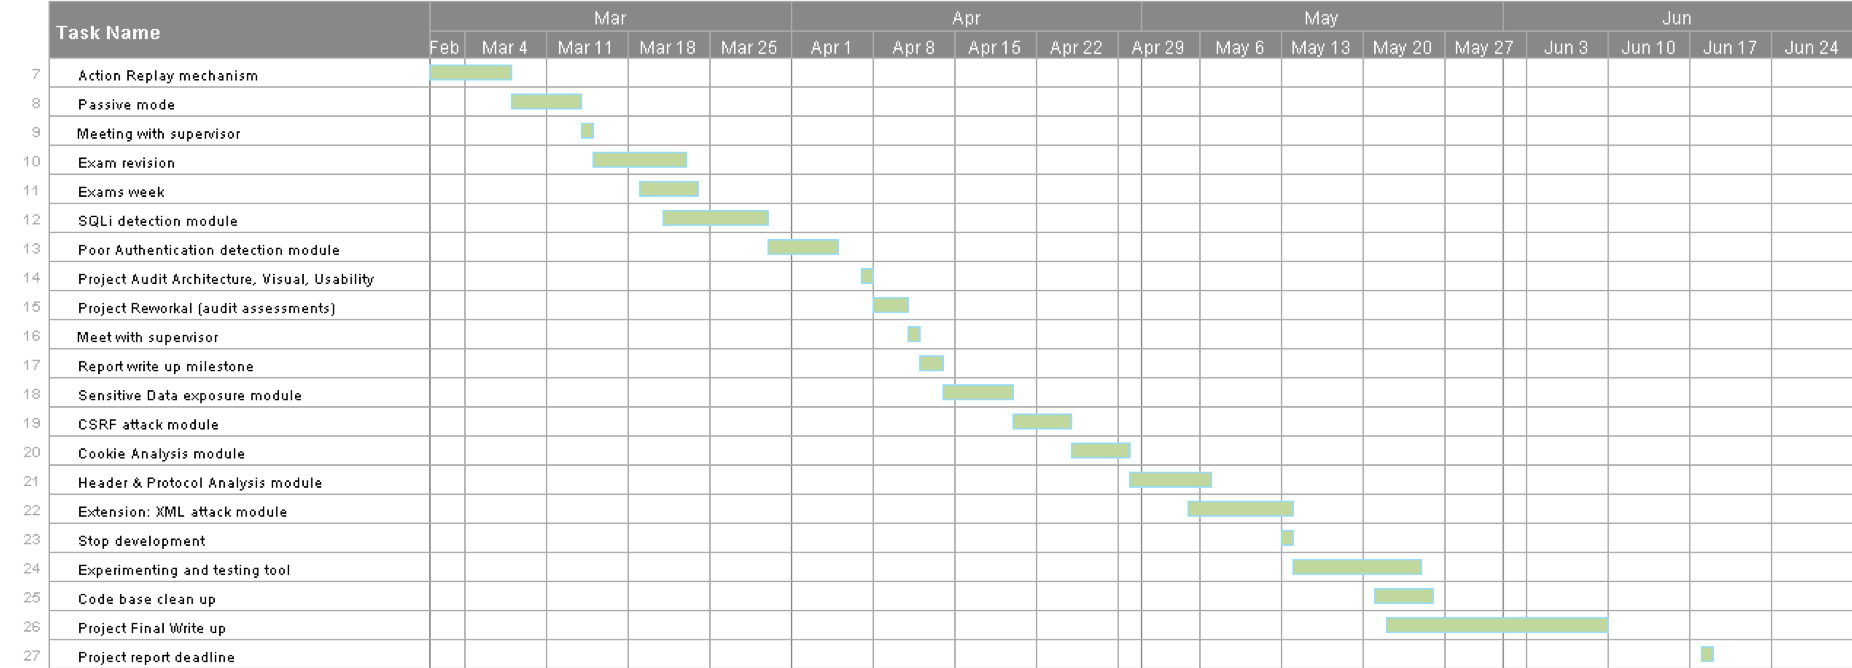 Task Name
Mar Apr May Jun
Feb Mar 4 Mar 11 Mar 18 Mar 25 Apr 1 Apr 8 Apr 15 Apr 22 Apr 29 May 6 May 13 May 20 May 27 Jun 3 Jun 10 Jun 17 Jun 24
7 Action Replay mechanism
8 Passive mode
9 Meeting with supervisor
10 Exam revision
11 Exams week
12 SQLi detection module
13 Poor Authentication detection module
14 Project Audit Architecture, Visual, Usability
15 Project Reworkal (audit assessments)
16 Meet with supervisor
17 Report write up milestone
18 Sensitive Data exposure module
19 CSRF attack module
20 Cookie Analysis module
21 Header & Protocol Analysis module
22 Extension: XML attack module
23 Stop development
24 Experimenting and testing tool
25 Code base clean up
26 Project Final Write up
27 Project report deadline